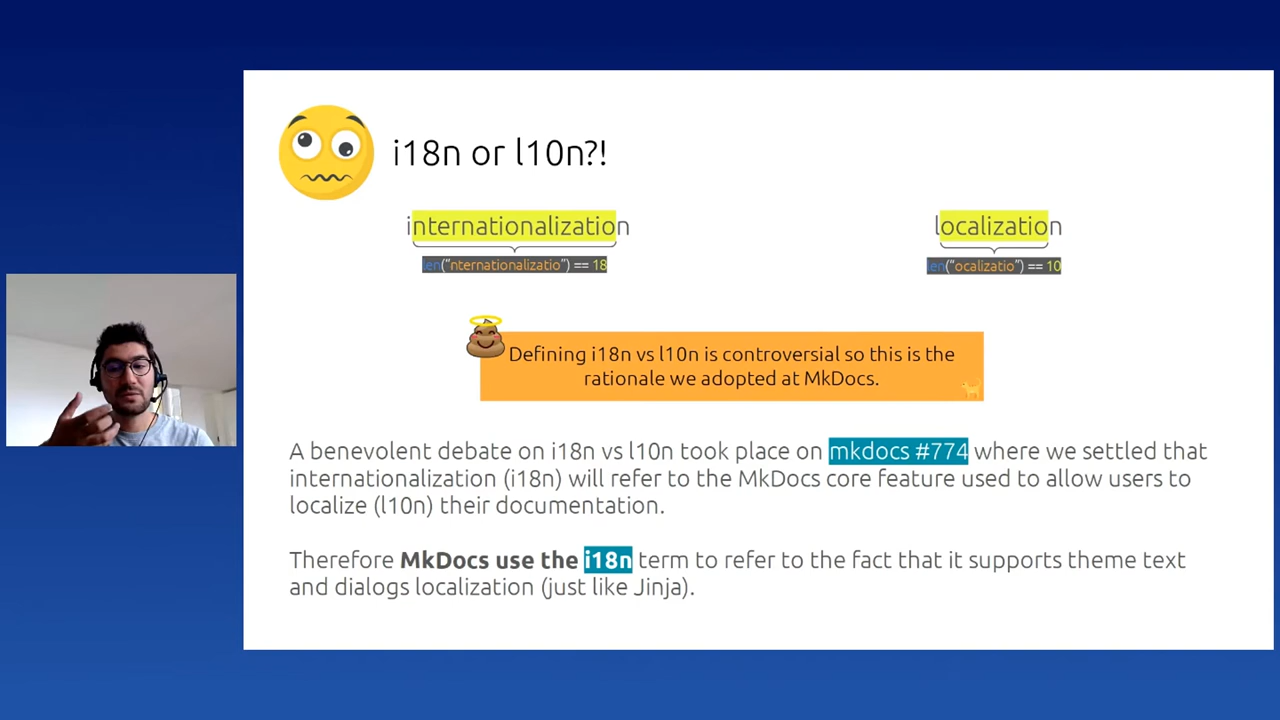 i18n or l10n?!
internationalization
localization
len("nternationalizatio") == 18
len("ocalizatio") == 10
Defining i18n vs l10n is controversial so this is the
rationale we adopted at MkDocs.
A benevolent debate on i18n vs l10n took place on mkdocs #774 where we settled that
internationalization (i18n) will refer to the MkDocs core feature used to allow users to
localize (l10n) their documentation.
Therefore MkDocs use the i18n term to refer to the fact that it supports theme text
and dialogs localization (just like Jinja).